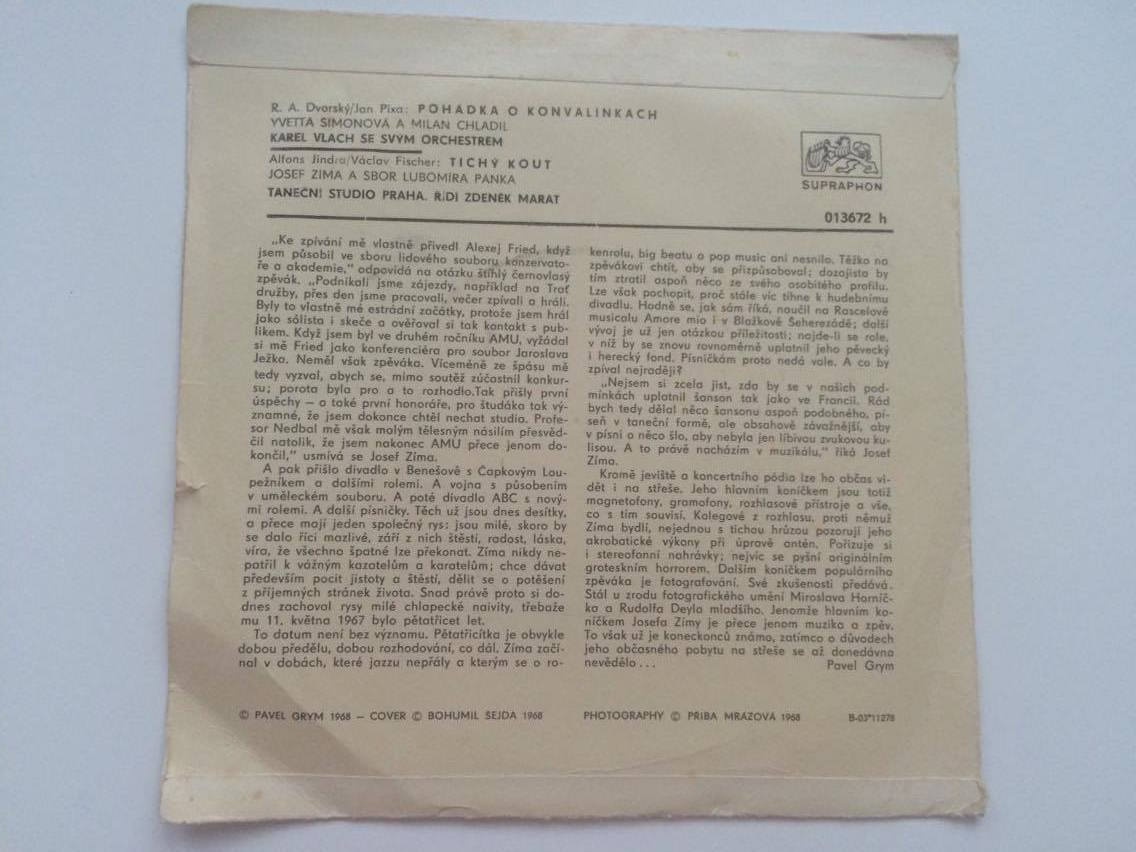 R. A. Dvorský/Jan Pixa: POHÁDKA O KONVALINKÁCH
YVETTA SIMONOVÁ A MILAN CHLADIL
KAREL VLACH SE SVÝM ORCHESTREM
Alfons Jindra/Václav Fischer: TICHÝ KOUT
JOSEF ZÍMA A SBOR LUBOMÍRA PÁNKA
TANEČNÍ STUDIO PRAHA. ŘÍDÍ ZDENĚK MARAT
SUPRAPHON
013672 h
„Ke zpívání mě vlastně přivedl Alexej Fried, když
jsem působil ve sboru lidového souboru konzervato-
ře a akademie,“ odpovídá na otázku štíhlý černovlasý
zpěvák. „Podnikali jsme zájezdy, například na Trať
družby, přes den jsme pracovali, večer zpívali a hráli.
Byly to vlastně mé estrádní začátky, protože jsem hrál
jako sólista i skeče a ověřoval si tak kontakt s pub-
likem. Když jsem byl ve druhém ročníku AMU, vyžádal
si mě Fried jako konferenciéra pro soubor Jaroslava
Ježka. Neměl však zpěváka. Víceméně ze špásu mě
tedy vyzval, abych se, mimo soutěž zúčastnil konkur-
su; porota byla pro a to rozhodlo.Tak přišly první
úspěchy — a také první honoráře, pro študáka tak vý-
znamné, že jsem dokonce chtěl nechat studia. Profe-
sor Nedbal mě však malým tělesným násilím přesvěd-
čil natolik, že jsem nakonec AMU přece jenom do-
končil,“ usmívá se Josef Zíma.
A pak přišlo divadlo v Benešově s Čapkovým Lou-
pežníkem a dalšími rolemi. A vojna s působením
v uměleckém souboru. A poté divadlo ABC s nový-
mi rolemi. A další písničky. Těch už jsou dnes desítky,
a přece mají jeden společný rys: jsou milé, skoro by
se dalo říci mazlivé, září z nich štěstí, radost, láska,
víra, že všechno špatné lze překonat. Zíma nikdy ne-
patřil k vážným kazatelům a karatelům; chce dávat
především pocit jistoty a štěstí, dělit se o potěšení
z příjemných stránek života. Snad právě proto si do-
dnes zachoval rysy milé chlapecké naivity, třebaže
mu 11. května 1967 bylo pětatřicet let.
To datum není bez významu. Pětatřicítka je obvykle
dobou předělu, dobou rozhodování, co dál. Zíma začí-
nal v dobách, které jazzu nepřály a kterým se o ro-
kenrolu, big beatu a pop music ani nesnilo. Těžko na
zpěvákovi chtít, aby se přizpůsoboval; dozajista by
tím ztratil aspoň něco ze svého osobitého profilu.
Lze však pochopit, proč stále víc tíhne k hudebnímu
divadlu. Hodně se, jak sám říká, naučil na Rascelově
musicalu Amore mio i v Blažkově Šeherezádě; další
vývoj je už jen otázkou příležitosti; najde-li se role,
v níž by se znovu rovnoměrně uplatnil jeho pěvecký
i herecký fond. Písničkám proto nedá vale. A co by
zpíval nejraději?
„Nejsem si zcela jist, zda by se v našich pod-
mínkách uplatnil šanson tak jako ve Francii. Rád
bych tedy dělal něco šansonu aspoň podobného, pí-
seň v taneční formě, ale obsahově závažnější, aby
v písni o něco šlo, aby nebyla jen líbivou zvukovou ku-
lisou. A to právě nacházím v muzikálu,“ říká Josef
Zíma.
Kromě jeviště a koncertního pódia lze ho občas vi-
dět i na střeše. Jeho hlavním koníčkem jsou totiž
magnetofony, gramofony, rozhlasové přístroje a vše,
co s tím souvisí. Kolegové z rozhlasu, proti němuž
Zíma bydlí, nejednou s tichou hrůzou pozorují jeho
akrobatické výkony při úpravě antén. Pořizuje si
i stereofonní nahrávky; nejvíc se pyšní originálním
groteskním horrorem. Dalším koníčkem populárního
zpěváka je fotografování. Své zkušenosti předává.
Stál u zrodu fotografického umění Miroslava Horníč-
ka a Rudolfa Deyla mladšího. Jenomže hlavním ko-
níčkem Josefa Zímy je přece jenom muzika a zpěv.
To však už je koneckonců známo, zatímco o důvodech
jeho občasného pobytu na střeše se až donedávna
nevědělo ... Pavel Grym
© PAVEL GRYM 1968 — COVER © BOHUMIL ŠEJDA 1968 PHOTOGRAPHY © PŘIBA MRÁZOVÁ 1968 B-03*11278